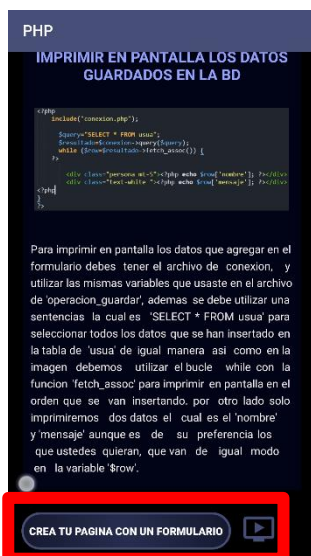 PHP
IMPRIMIR EN PANTALLA LOS DATOS
GUARDADOS EN LA BD
<?php
include("conexion.php");
$query="SELECT * FROM usua";
$resultado=$conexion->query($query);
while ($row=$resultado->fetch_assoc()) {
?>
<div class="persona mt-5"><?php echo $row['nombre']; ?></div>
<div class="text-white "><?php echo $row['mensaje']; ?></div>
<?php
}
?>
Para imprimir en pantalla los datos que agregar en el
formulario debes tener el archivo de conexion, y
utilizar las mismas variables que usaste en el archivo
de 'operacion_guardar', ademas se debe utilizar una
sentencias la cual es 'SELECT * FROM usua' para
seleccionar todos los datos que se han insertado en
la tabla de 'usua' de igual manera asi como en la
imagen debemos utilizar el bucle while con la
funcion 'fetch_assoc' para imprimir en pantalla en el
orden que se van insertando. por otro lado solo
imprimiremos dos datos el cual es el 'nombre'
y 'mensaje' aunque es de su preferencia los
que ustedes quieran, que van de igual modo
en la variable '$row'.
CREA TU PAGINA CON UN FORMULARIO